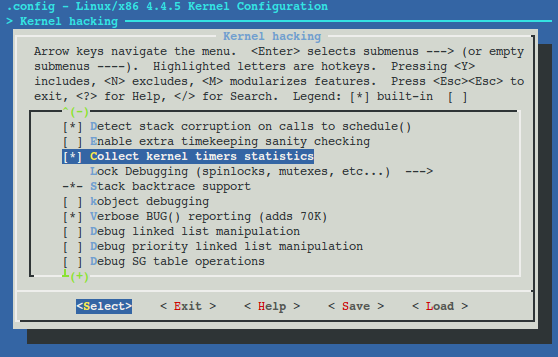 .config - Linux/x86 4.4.5 Kernel Configuration
> Kernel hacking
Kernel hacking
Arrow keys navigate the menu.  <Enter> selects submenus ---> (or empty
submenus ----).  Highlighted letters are hotkeys.  Pressing <Y>
includes, <N> excludes, <M> modularizes features.  Press <Esc><Esc> to
exit, <?> for Help, </> for Search.  Legend: [*] built-in  [ ]
^(-)
[*] Detect stack corruption on calls to schedule()
[ ] Enable extra timekeeping sanity checking
[*] Collect kernel timers statistics
Lock Debugging (spinlocks, mutexes, etc...)  --->
-*- Stack backtrace support
[ ] kobject debugging
[*] Verbose BUG() reporting (adds 70K)
[ ] Debug linked list manipulation
[ ] Debug priority linked list manipulation
[ ] Debug SG table operations
┴(+)
<Select>    < Exit >    < Help >    < Save >    < Load >